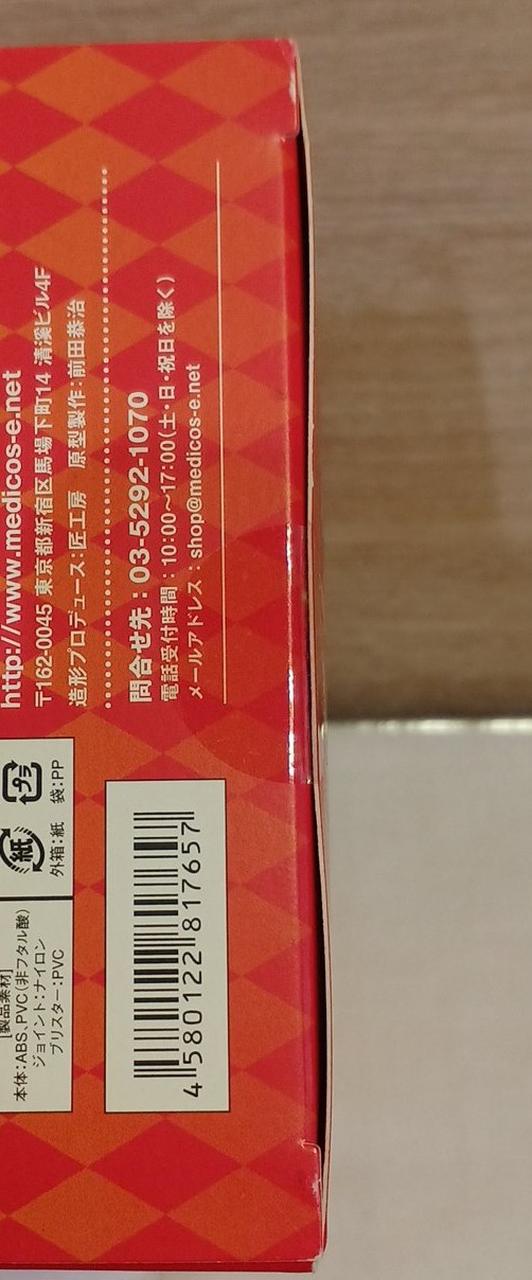 http://www.medicos-e.net
〒162-0045 東京都新宿区馬場下町14 清溪ビル4F
造形プロデュース:匠工房 原型製作:前田恭治
問合せ先:03-5292-1070
電話受付時間:10:00~17:00(土・日・祝日を除く)
メールアドレス:shop@medicos-e.net
紙
プラ
外箱:紙 袋:PP
[製品素材]
本体:ABS、PVC(非フタル酸)
ジョイント:ナイロン
ブリスター:PVC
4 580122 817657